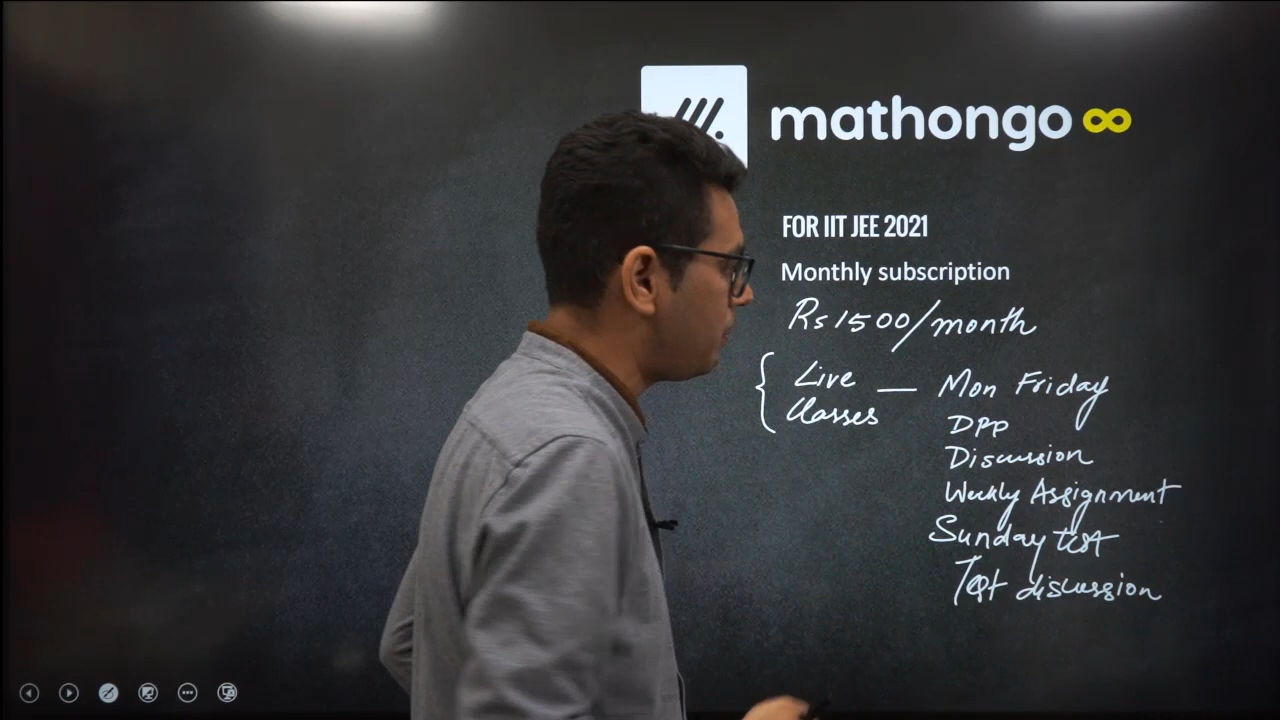 mathongo
FOR IIT JEE 2021
Monthly subscription
Rs 1500/month
Live — Mon Friday
Classes
DPP
Discussion
Weekly Assignment
Sunday test
Test discussion